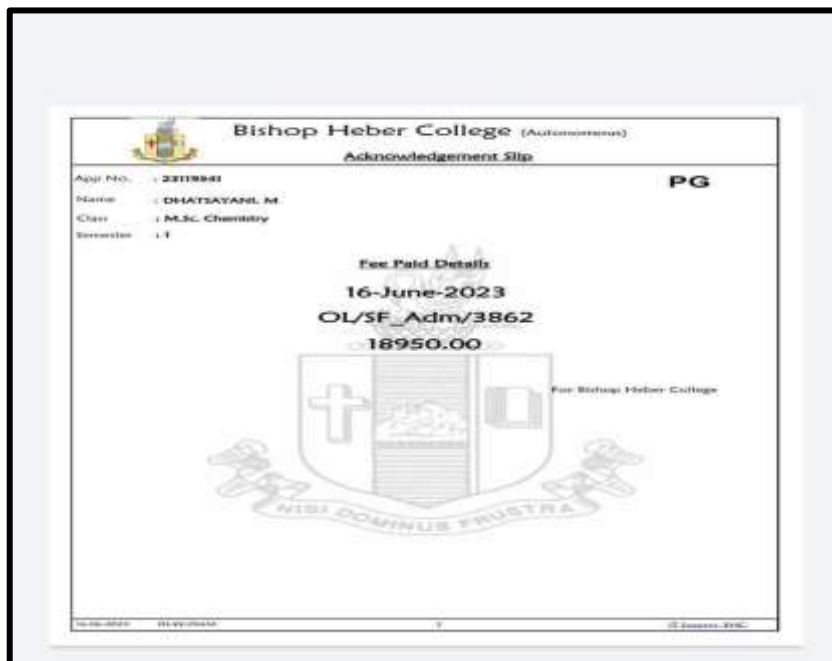 Bishop Heber College (Autonomous)
Acknowledgement Slip
PG
App No. : 23119541
Name : DHATSAYANI. M
Class : M.Sc. Chemistry
Semester : 1
Fee Paid Details
16-June-2023
OL/SF_Adm/3862
18950.00
For Bishop Heber College
NISI DOMINUS FRUSTRA